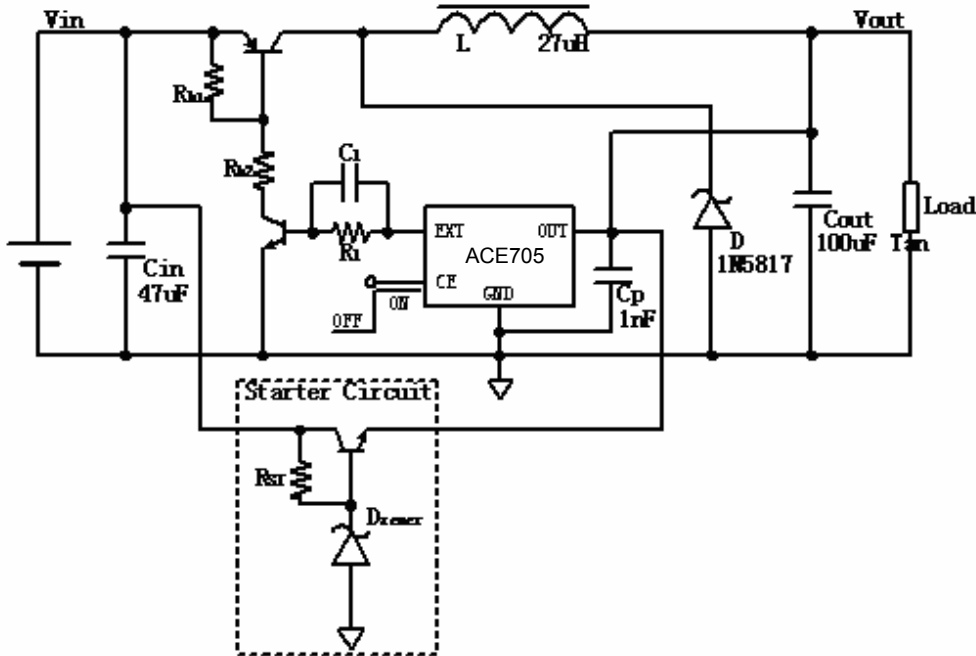 Vin
Vout
L
27uH
Rb1
Rb2
C1
R1
EXT
OUT
ACE705
CE
GND
ON
OFF
Cin
47uF
Cp
1nF
D
1N5817
Cout
100uF Tan
Load
Starter Circuit
Rst
Dzener